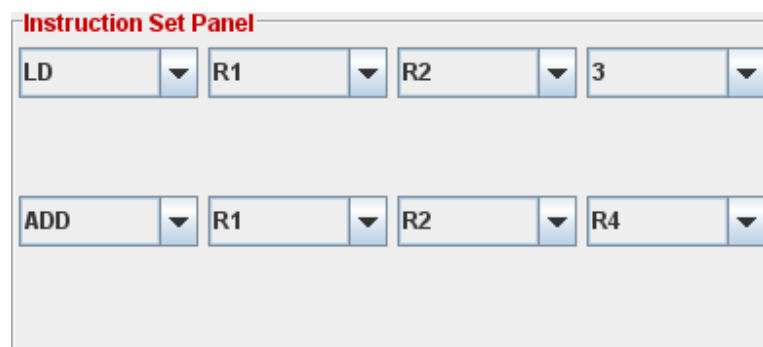 Instruction Set Panel
LD R1 R2 3
ADD R1 R2 R4